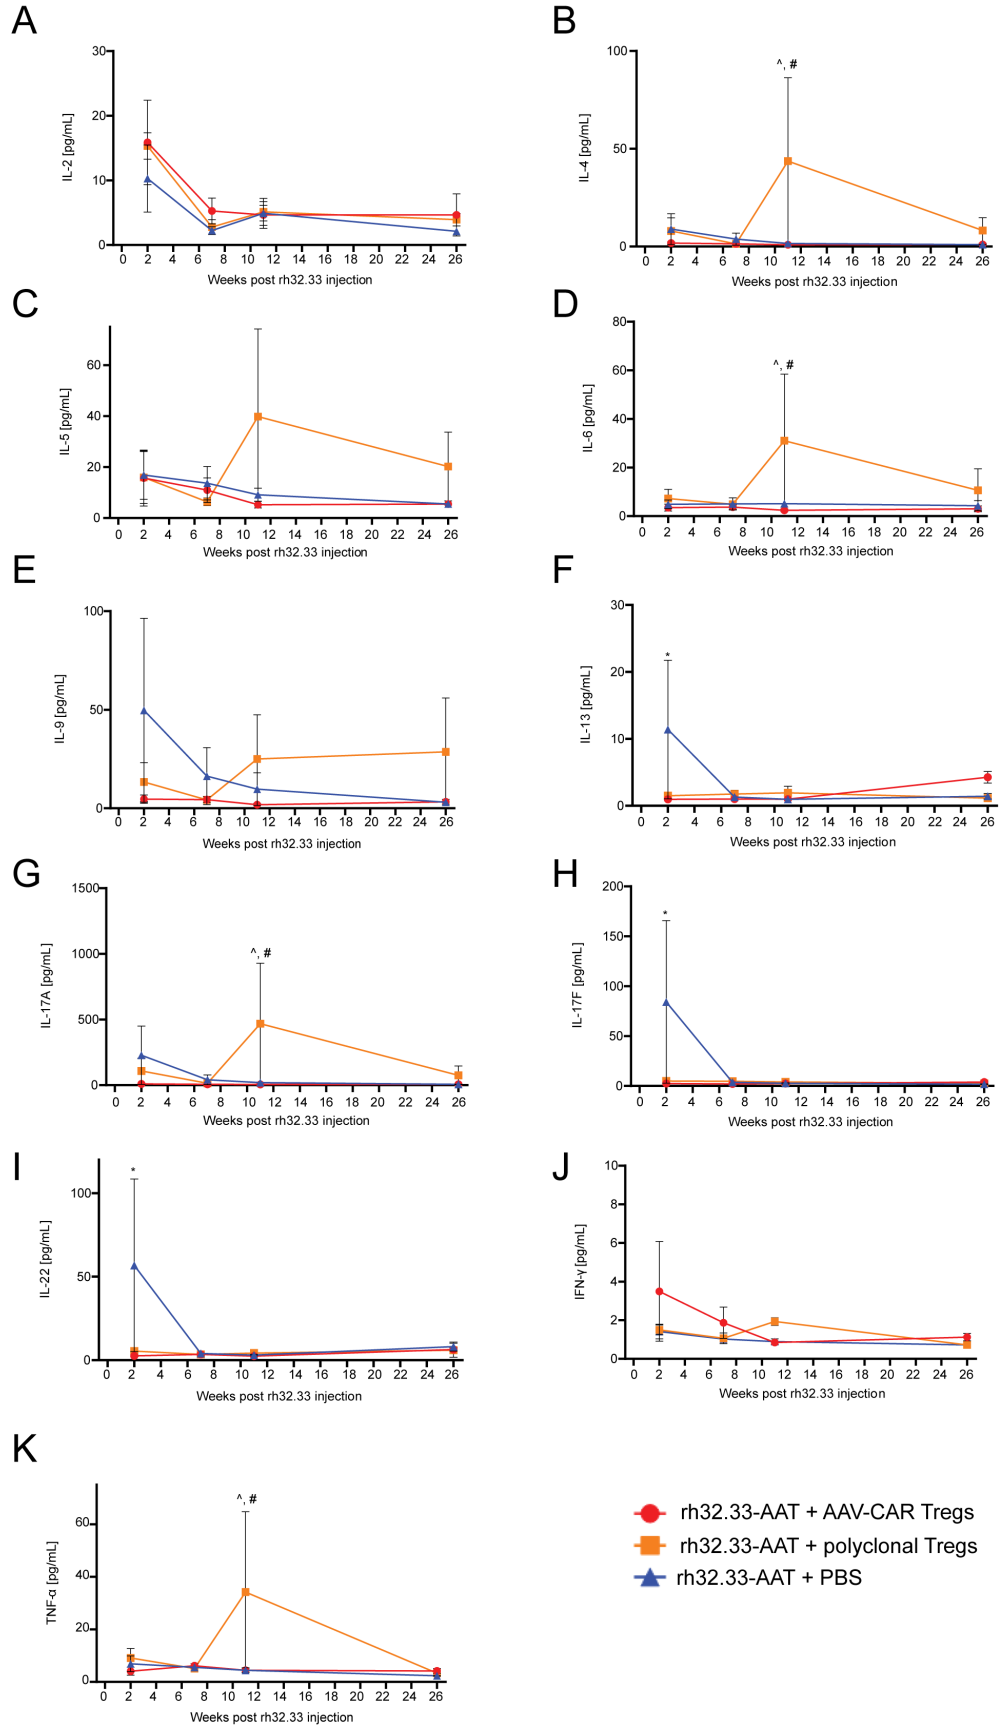 A
30
20
10
0
IL-2 [pg/mL]
0 2 4 6 8 10 12 14 16 18 20 22 24 26
Weeks post rh32.33 injection
B
^, #
100
50
0
IL-4 [pg/mL]
0 2 4 6 8 10 12 14 16 18 20 22 24 26
Weeks post rh32.33 injection
C
60
40
20
0
IL-5 [pg/mL]
0 2 4 6 8 10 12 14 16 18 20 22 24 26
Weeks post rh32.33 injection
D
^, #
80
60
40
20
0
IL-6 [pg/mL]
0 2 4 6 8 10 12 14 16 18 20 22 24 26
Weeks post rh32.33 injection
E
100
50
0
IL-9 [pg/mL]
0 2 4 6 8 10 12 14 16 18 20 22 24 26
Weeks post rh32.33 injection
F
*
30
20
10
0
IL-13 [pg/mL]
0 2 4 6 8 10 12 14 16 18 20 22 24 26
Weeks post rh32.33 injection
G
^, #
1500
1000
500
0
IL-17A [pg/mL]
0 2 4 6 8 10 12 14 16 18 20 22 24 26
Weeks post rh32.33 injection
H
*
200
150
100
50
0
IL-17F [pg/mL]
0 2 4 6 8 10 12 14 16 18 20 22 24 26
Weeks post rh32.33 injection
I
*
100
50
0
IL-22 [pg/mL]
0 2 4 6 8 10 12 14 16 18 20 22 24 26
Weeks post rh32.33 injection
J
10
8
6
4
2
0
IFN-γ [pg/mL]
0 2 4 6 8 10 12 14 16 18 20 22 24 26
Weeks post rh32.33 injection
K
^, #
60
40
20
0
TNF-α [pg/mL]
0 2 4 6 8 10 12 14 16 18 20 22 24 26
Weeks post rh32.33 injection
rh32.33-AAT + AAV-CAR Tregs
rh32.33-AAT + polyclonal Tregs
rh32.33-AAT + PBS